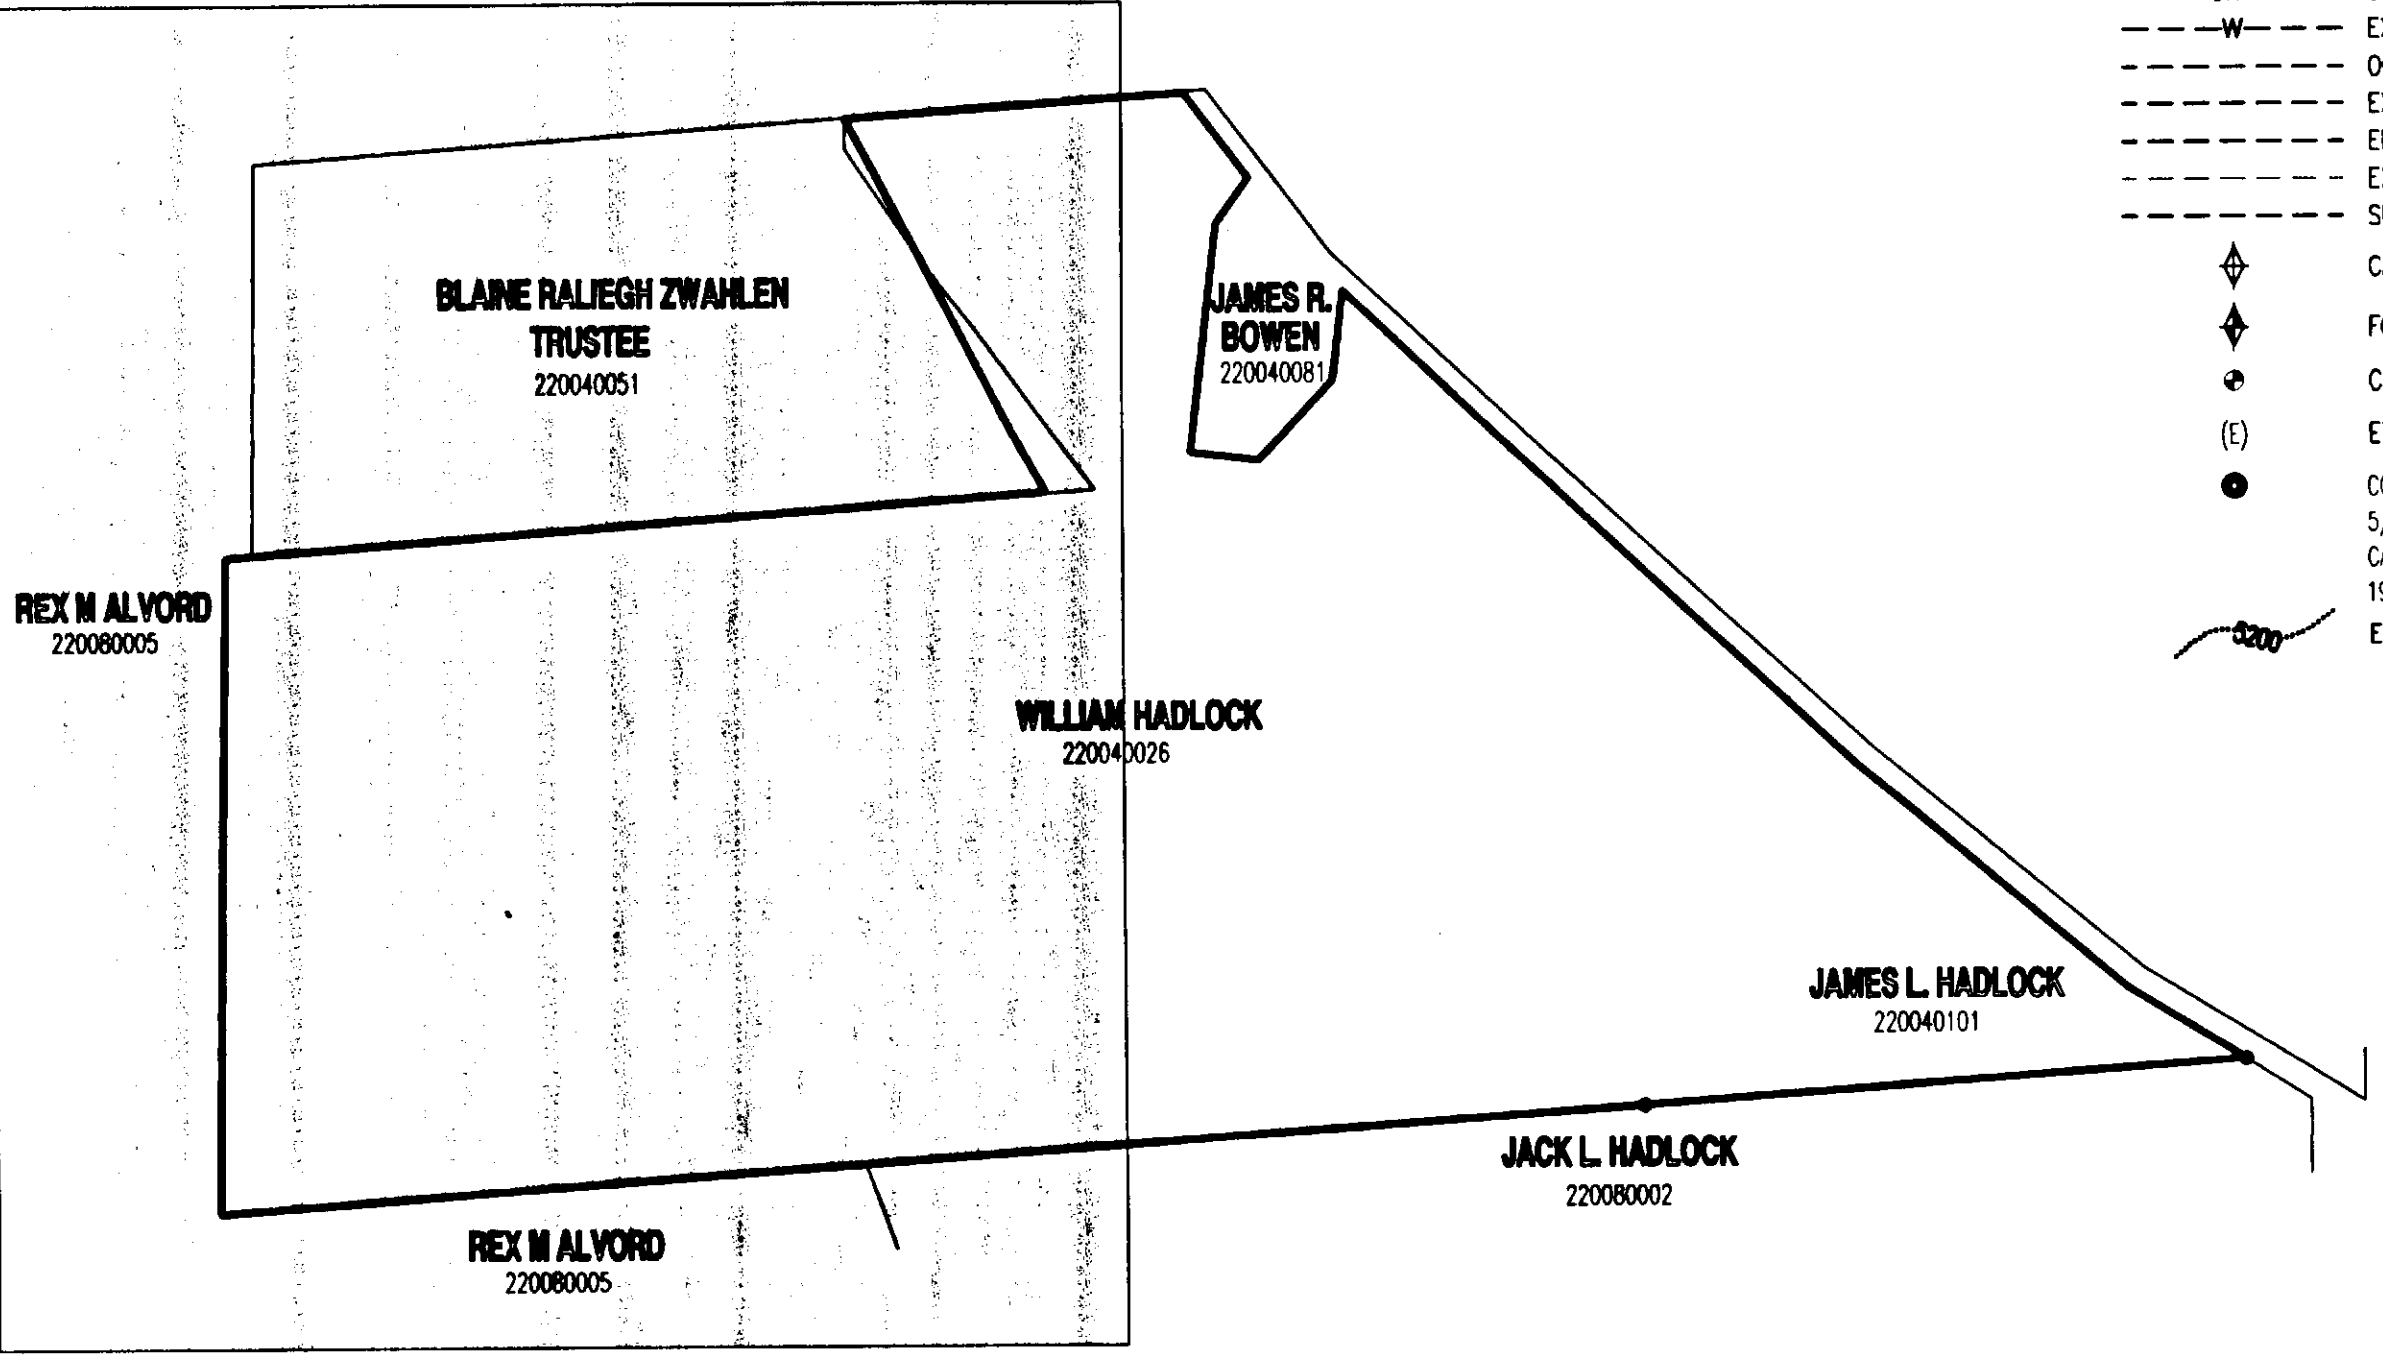 BLAINE RALIEGH ZWAHLEN
TRUSTEE
220040051
JAMES R.
BOWEN
220040081
REX M ALVORD
220080005
WILLIAM HADLOCK
220040026
JAMES L. HADLOCK
220040101
JACK L. HADLOCK
220080002
REX M ALVORD
220080005
W
(E)
5200